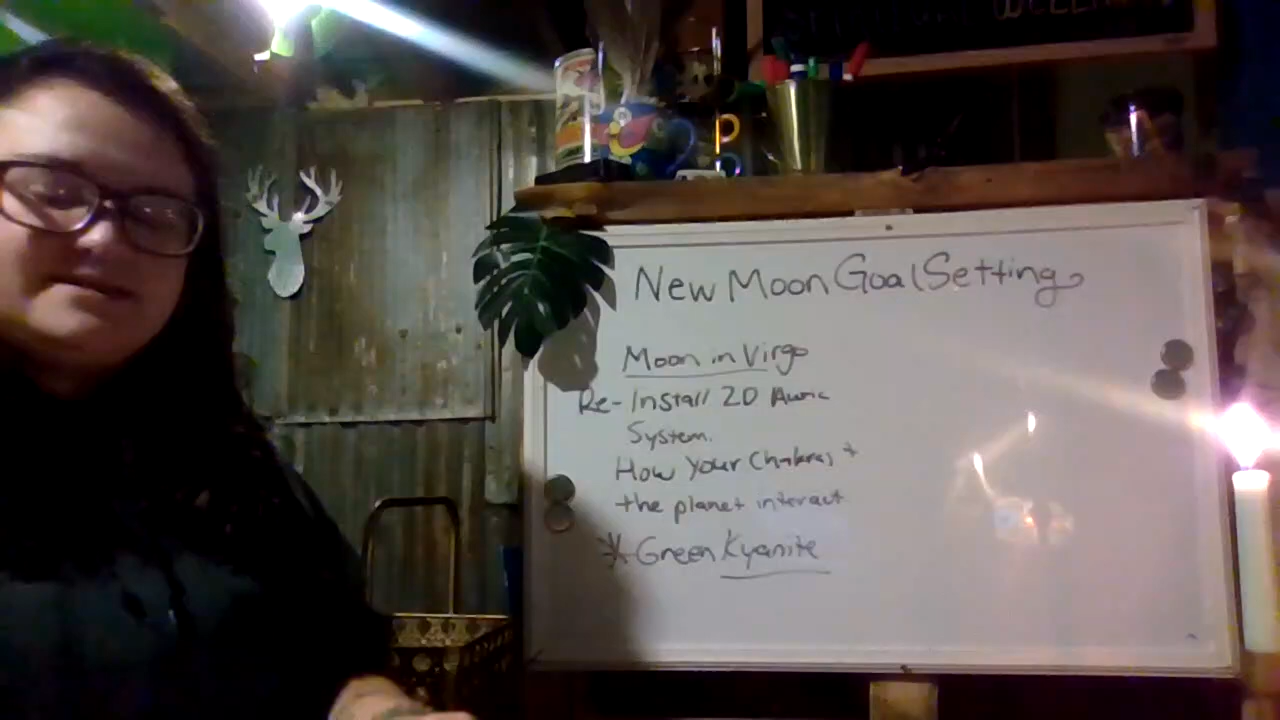 New Moon Goal Setting
Moon in Virgo
Re-Install 2D Auric
System.
How Your Chakras +
the planet interact
* Green Kyanite